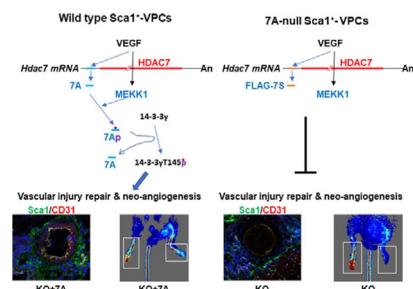 Wild type Sca1⁺-VPCs
7A-null Sca1⁺- VPCs
VEGF
HDAC7
Hdac7 mRNA
An
7A
MEKK1
14-3-3γ
7Ap
7A
14-3-3γT145p
VEGF
HDAC7
Hdac7 mRNA
An
FLAG-7S
MEKK1
Vascular injury repair & neo-angiogenesis
Sca1/CD31
KO+7A
KO+7A
Vascular injury repair & neo-angiogenesis
Sca1/CD31
KO
KO